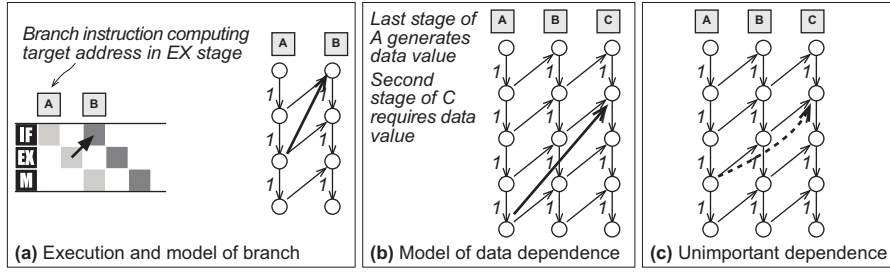 Branch instruction computing
target address in EX stage
A
B
IF
EX
M
A
B
1
1
1
1
1
1
(a) Execution and model of branch
Last stage of
A generates
data value
Second
stage of C
requires data
value
A
B
C
1
1
1
1
1
1
1
1
1
1
1
1
(b) Model of data dependence
A
B
C
1
1
1
1
1
1
1
1
1
1
1
1
(c) Unimportant dependence